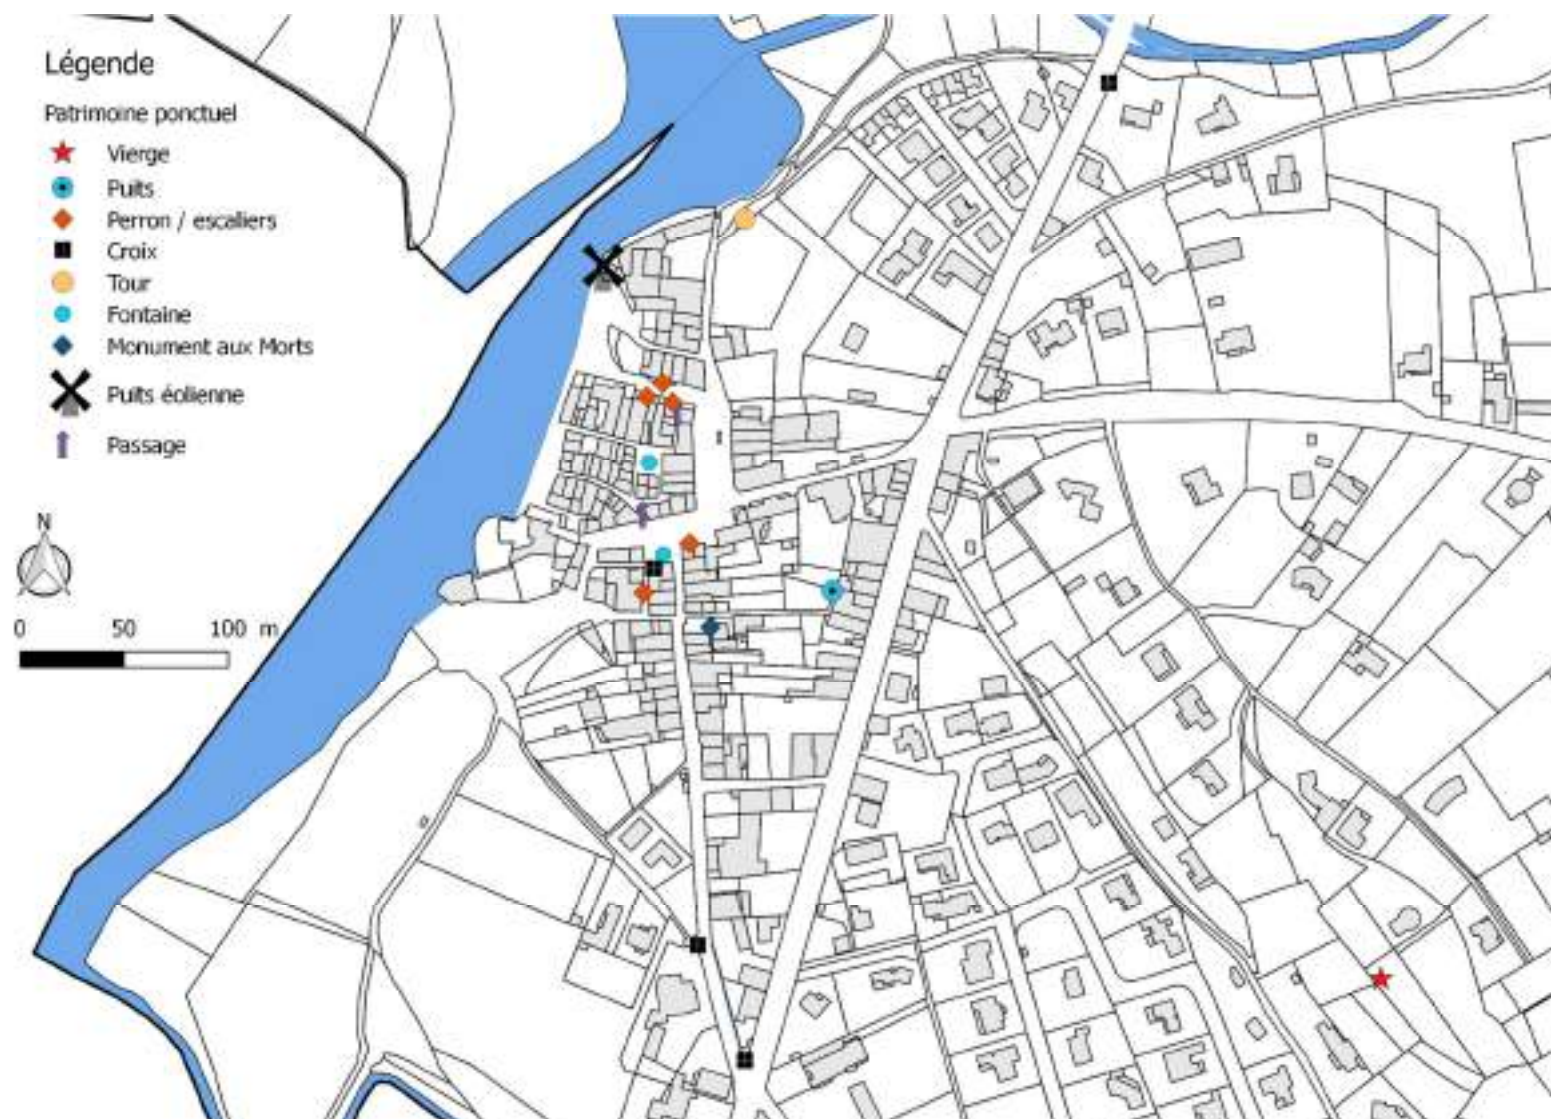 Légende
Patrimoine ponctuel
Vierge
Puits
Perron / escaliers
Croix
Tour
Fontaine
Monument aux Morts
Puits éolienne
Passage
N
0 50 100 m